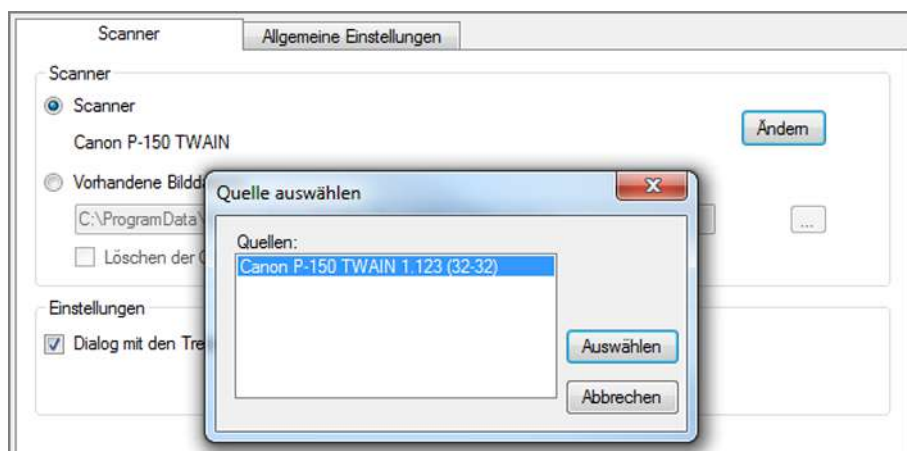 Scanner
Allgemeine Einstellungen
Scanner
Scanner
Canon P-150 TWAIN
Ändern
Vorhandene Bildda
Quelle auswählen
C:\ProgramData\
...
Löschen der
Quellen:
Canon P-150 TWAIN 1.123 (32-32)
Einstellungen
Dialog mit den Tre
Auswählen
Abbrechen